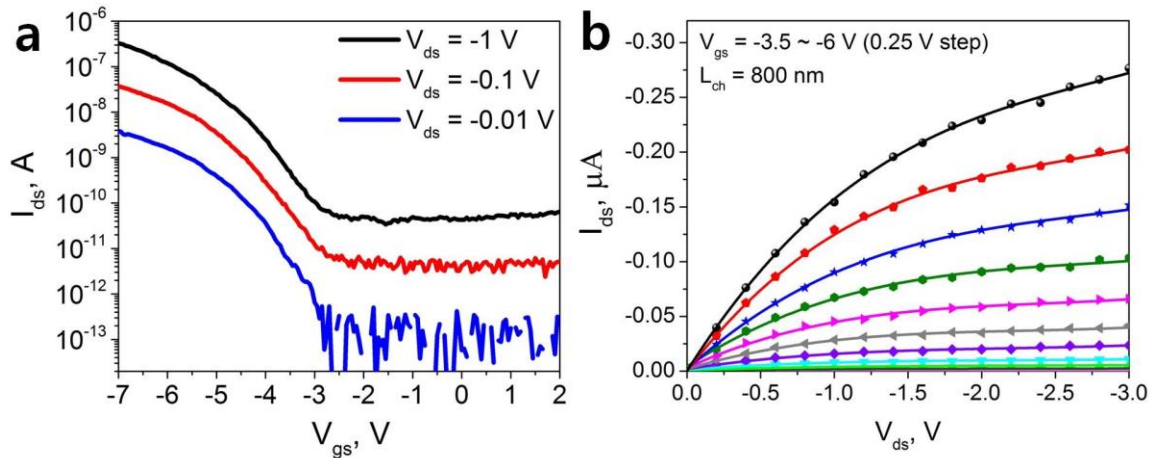 a
10⁻⁶
10⁻⁷
10⁻⁸
10⁻⁹
10⁻¹⁰
10⁻¹¹
10⁻¹²
10⁻¹³
I_ds, A
V_ds = -1 V
V_ds = -0.1 V
V_ds = -0.01 V
-7 -6 -5 -4 -3 -2 -1 0 1 2
V_gs, V
b
-0.30
-0.25
-0.20
-0.15
-0.10
-0.05
0.00
I_ds, μA
V_gs = -3.5 ~ -6 V (0.25 V step)
L_ch = 800 nm
0.0 -0.5 -1.0 -1.5 -2.0 -2.5 -3.0
V_ds, V